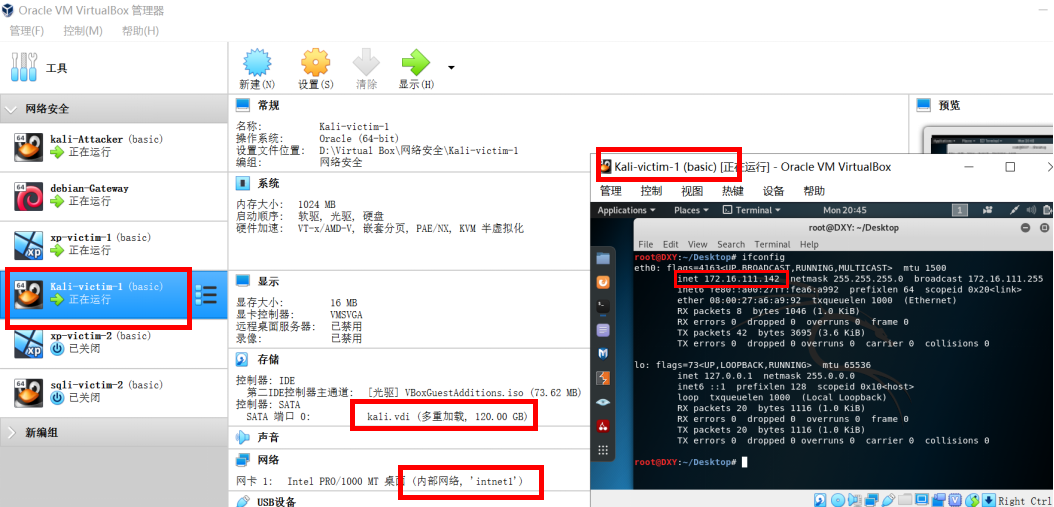 Oracle VM VirtualBox 管理器
管理(F) 控制(M) 帮助(H)
工具
新建(N) 设置(S) 清除 显示(H)
网络安全
64
kali-Attacker (basic)
正在运行
64
debian-Gateway
正在运行
xp
xp-victim-1 (basic)
正在运行
64
Kali-victim-1 (basic)
正在运行
xp
xp-victim-2 (basic)
已关闭
64
sqli-victim-2 (basic)
已关闭
新编组
常规
名称: Kali-victim-1
操作系统: Oracle (64-bit)
设置文件位置: D:\Virtual Box\网络安全\Kali-victim-1
编组: 网络安全
系统
内存大小: 1024 MB
启动顺序: 软驱, 光驱, 硬盘
硬件加速: VT-x/AMD-V, 嵌套分页, PAE/NX, KVM 半虚拟化
显示
显存大小: 16 MB
显卡控制器: VMSVGA
远程桌面服务器: 已禁用
录像: 已禁用
存储
控制器: IDE
第二IDE控制器主通道: [光驱] VBoxGuestAdditions.iso (73.62 MB)
控制器: SATA
SATA 端口 0: kali.vdi (多重加载, 120.00 GB)
声音
网络
网卡 1: Intel PRO/1000 MT 桌面 (内部网络, 'intnet1')
USB设备
预览
Kali-victim-1 (basic) [正在运行] - Oracle VM VirtualBox
管理 控制 视图 热键 设备 帮助
Applications Places Terminal Mon 20:45 1
root@DXY: ~/Desktop
File Edit View Search Terminal Help
root@DXY:~/Desktop# ifconfig
eth0: flags=4163<UP,BROADCAST,RUNNING,MULTICAST> mtu 1500
inet 172.16.111.142 netmask 255.255.255.0 broadcast 172.16.111.255
inet6 fe80::a00:27ff:fea6:a992 prefixlen 64 scopeid 0x20<link>
ether 08:00:27:a6:a9:92 txqueuelen 1000 (Ethernet)
RX packets 8 bytes 1046 (1.0 KiB)
RX errors 0 dropped 0 overruns 0 frame 0
TX packets 42 bytes 3695 (3.6 KiB)
TX errors 0 dropped 0 overruns 0 carrier 0 collisions 0
lo: flags=73<UP,LOOPBACK,RUNNING> mtu 65536
inet 127.0.0.1 netmask 255.0.0.0
inet6 ::1 prefixlen 128 scopeid 0x10<host>
loop txqueuelen 1000 (Local Loopback)
RX packets 20 bytes 1116 (1.0 KiB)
RX errors 0 dropped 0 overruns 0 frame 0
TX packets 20 bytes 1116 (1.0 KiB)
TX errors 0 dropped 0 overruns 0 carrier 0 collisions 0
root@DXY:~/Desktop#
Right Ctrl